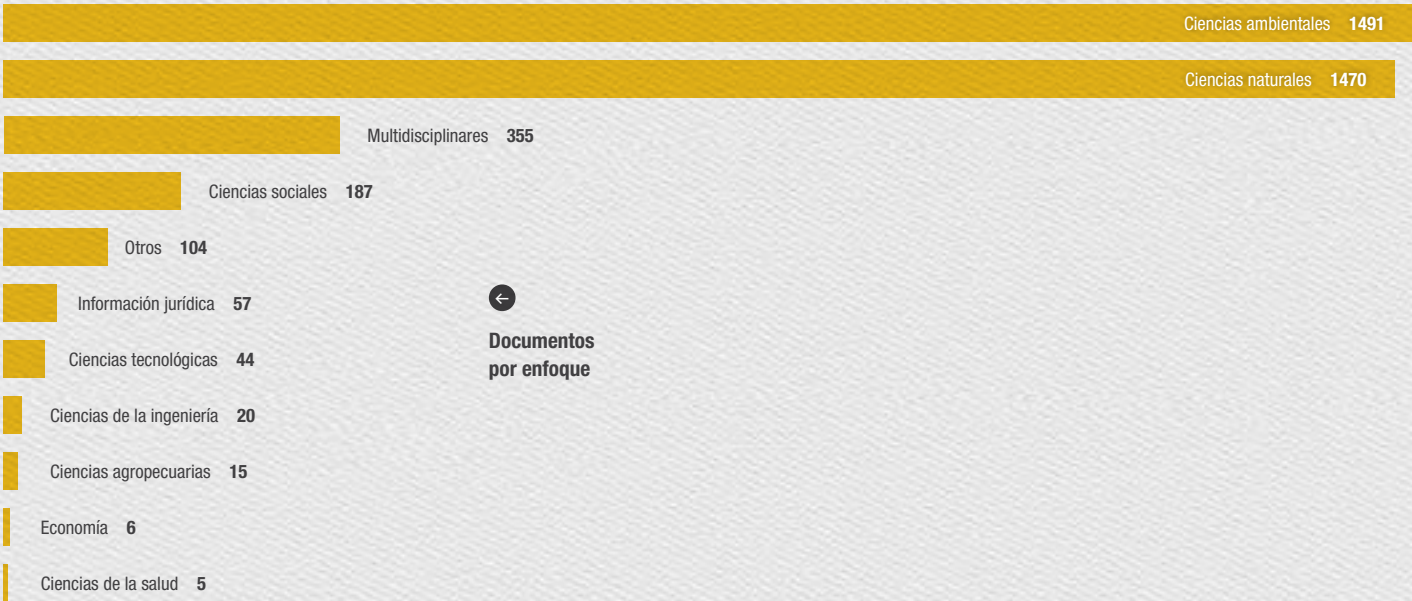 Ciencias ambientales 1491
Ciencias naturales 1470
Multidisciplinares 355
Ciencias sociales 187
Otros 104
Información jurídica 57
Ciencias tecnológicas 44
Ciencias de la ingeniería 20
Ciencias agropecuarias 15
Economía 6
Ciencias de la salud 5
Documentos
por enfoque